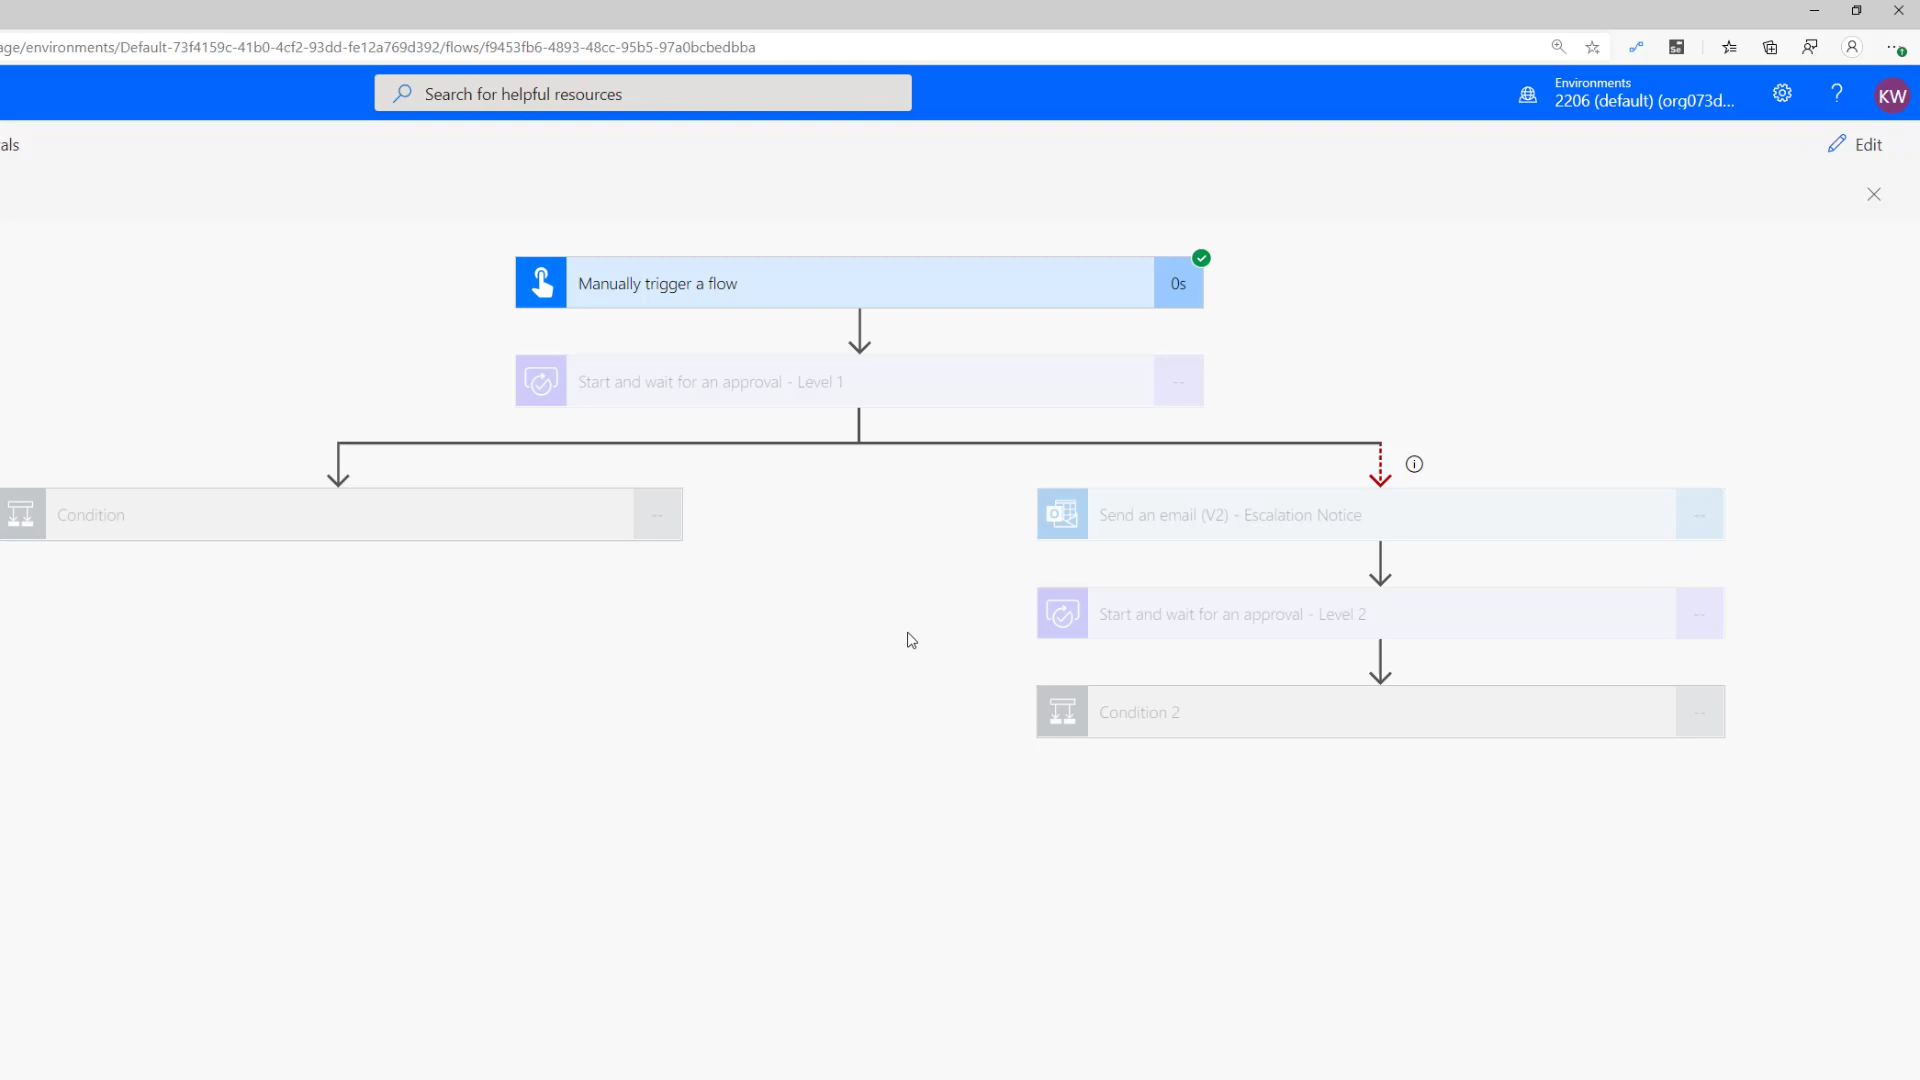 age/environments/Default-73f4159c-41b0-4cf2-93dd-fe12a769d392/flows/f9453fb6-4893-48cc-95b5-97a0bcbedbba
Search for helpful resources
Environments
2206 (default) (org073d...
?
KW
als
Edit
Manually trigger a flow
0s
Start and wait for an approval - Level 1
--
Condition
--
Send an email (V2) - Escalation Notice
--
Start and wait for an approval - Level 2
--
Condition 2
--